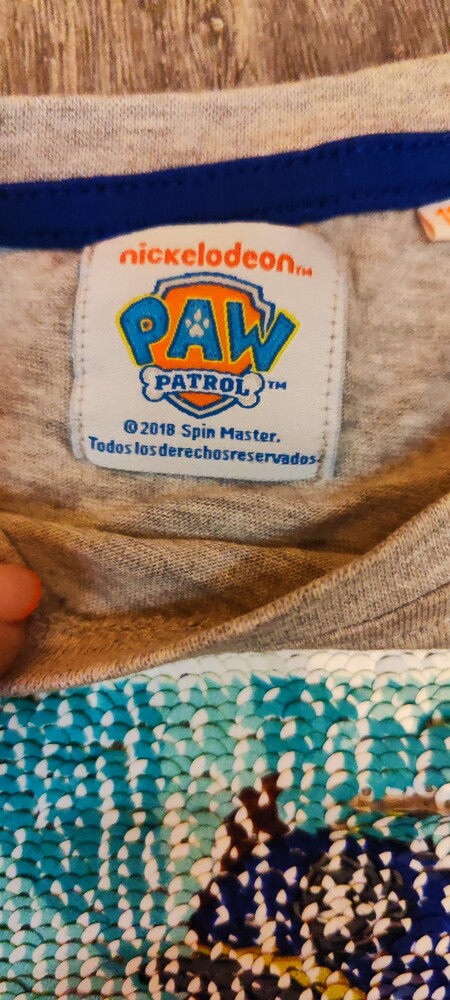 nickelodeon™
PAW
PATROL™
©2018 Spin Master.
Todos los derechos reservados.